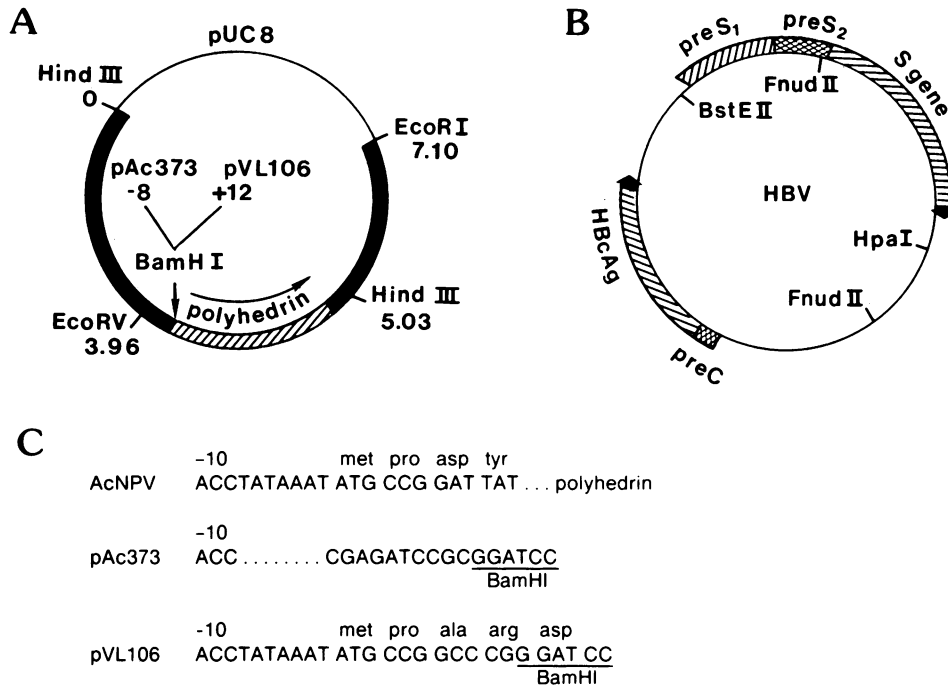 A
pUC8
Hind III
0
EcoRI
7.10
pAc373
-8
pVL106
+12
BamHI
polyhedrin
Hind III
5.03
EcoRV
3.96
B
preS1
preS2
S gene
Fnud II
BstE II
HBV
HBcAg
HpaI
Fnud II
preC
C
-10 met pro asp tyr
AcNPV ACCTATAAAT ATG CCG GAT TAT ... polyhedrin
-10
pAc373 ACC ........ CGAGATCCGCGGATCC
BamHI
-10 met pro ala arg asp
pVL106 ACCTATAAAT ATG CCG GCC CGG GAT CC
BamHI